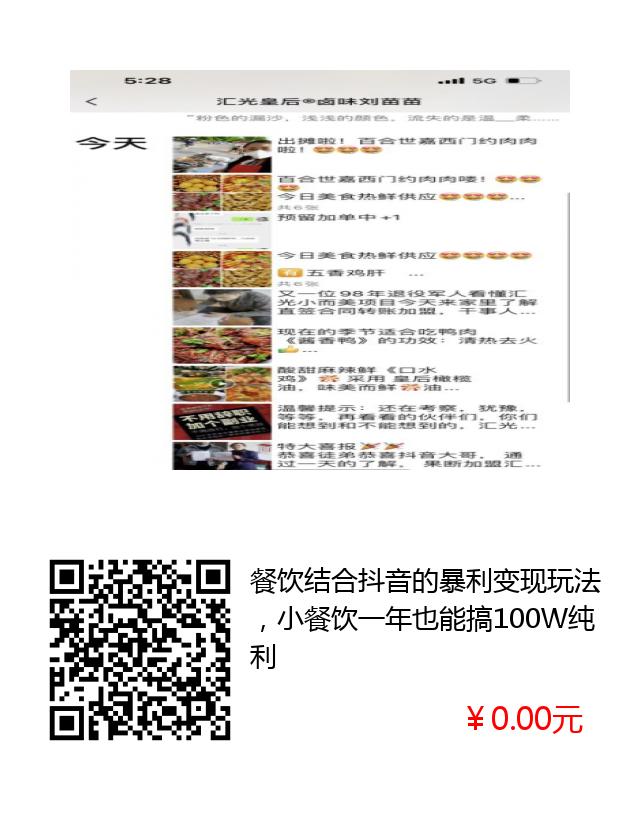 5:28
5G
<
汇光皇后®卤味刘苗苗
“粉色的漏沙，浅浅的颜色，流失的是温__柔……
今天
出摊啦！百合世嘉西门约肉肉
啦！😍😍😍
百合世嘉西门约肉肉喽！😍😍
😍
今日美食热鲜供应😍😍😍...
共6张
预留加单中+1
今日美食热鲜供应😍😍😍😍
🈶五香鸡肝 ...
共6张
又一位98年退役军人看懂汇
光小而美项目今天来家里了解
直签合同转账加盟，干事人...
现在的季节适合吃鸭肉
《酱香鸭》的功效：清热去火
👍...
酸甜麻辣鲜《口水
鸡》采用 皇后橄榄
油，味美而鲜油...
不用辞职
加个副业
温馨提示：还在考察，犹豫，
等等，再看看的伙伴们，你们
能想到和不能想到的，汇光...
特大喜报🎉🎉
恭喜徒弟恭喜抖音大哥，通
过一天的了解，果断加盟汇...
餐饮结合抖音的暴利变现玩法
，小餐饮一年也能搞100W纯
利
￥0.00元